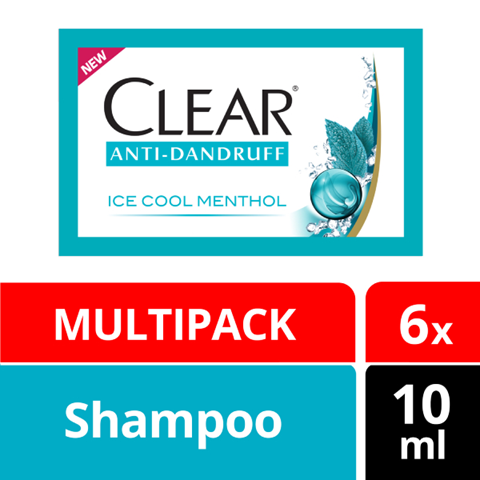 NEW
CLEAR®
ANTI-DANDRUFF
ICE COOL MENTHOL
MULTIPACK 6x
Shampoo 10 ml